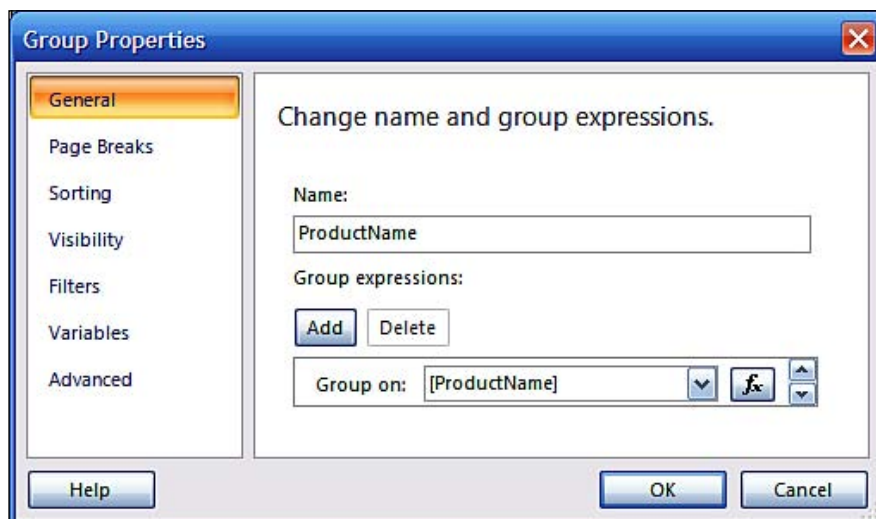 Group Properties
General
Page Breaks
Sorting
Visibility
Filters
Variables
Advanced
Change name and group expressions.
Name:
ProductName
Group expressions:
Add Delete
Group on: [ProductName] fx
Help OK Cancel